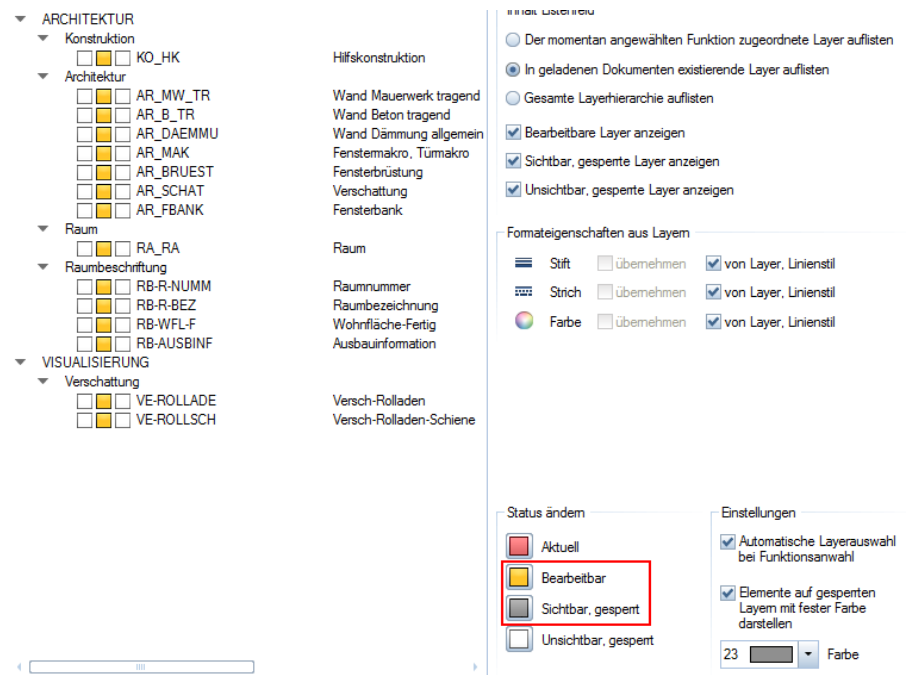 ARCHITEKTUR
Konstruktion
KO_HK Hilfskonstruktion
Architektur
AR_MW_TR Wand Mauerwerk tragend
AR_B_TR Wand Beton tragend
AR_DAEMMU Wand Dämmung allgemein
AR_MAK Fenstermakro, Türmakro
AR_BRUEST Fensterbrüstung
AR_SCHAT Verschattung
AR_FBANK Fensterbank
Raum
RA_RA Raum
Raumbeschriftung
RB-R-NUMM Raumnummer
RB-R-BEZ Raumbezeichnung
RB-WFL-F Wohnfläche-Fertig
RB-AUSBINF Ausbauinformation
VISUALISIERUNG
Verschattung
VE-ROLLADE Versch-Rolladen
VE-ROLLSCH Versch-Rolladen-Schiene
Inhalt Listenfeld
Der momentan angewählten Funktion zugeordnete Layer auflisten
In geladenen Dokumenten existierende Layer auflisten
Gesamte Layerhierarchie auflisten
Bearbeitbare Layer anzeigen
Sichtbar, gesperrte Layer anzeigen
Unsichtbar, gesperrte Layer anzeigen
Formateigenschaften aus Layern
Stift übernehmen von Layer, Linienstil
Strich übernehmen von Layer, Linienstil
Farbe übernehmen von Layer, Linienstil
Status ändern
Aktuell
Bearbeitbar
Sichtbar, gesperrt
Unsichtbar, gesperrt
Einstellungen
Automatische Layerauswahl
bei Funktionsanwahl
Elemente auf gesperrten
Layern mit fester Farbe
darstellen
23 Farbe